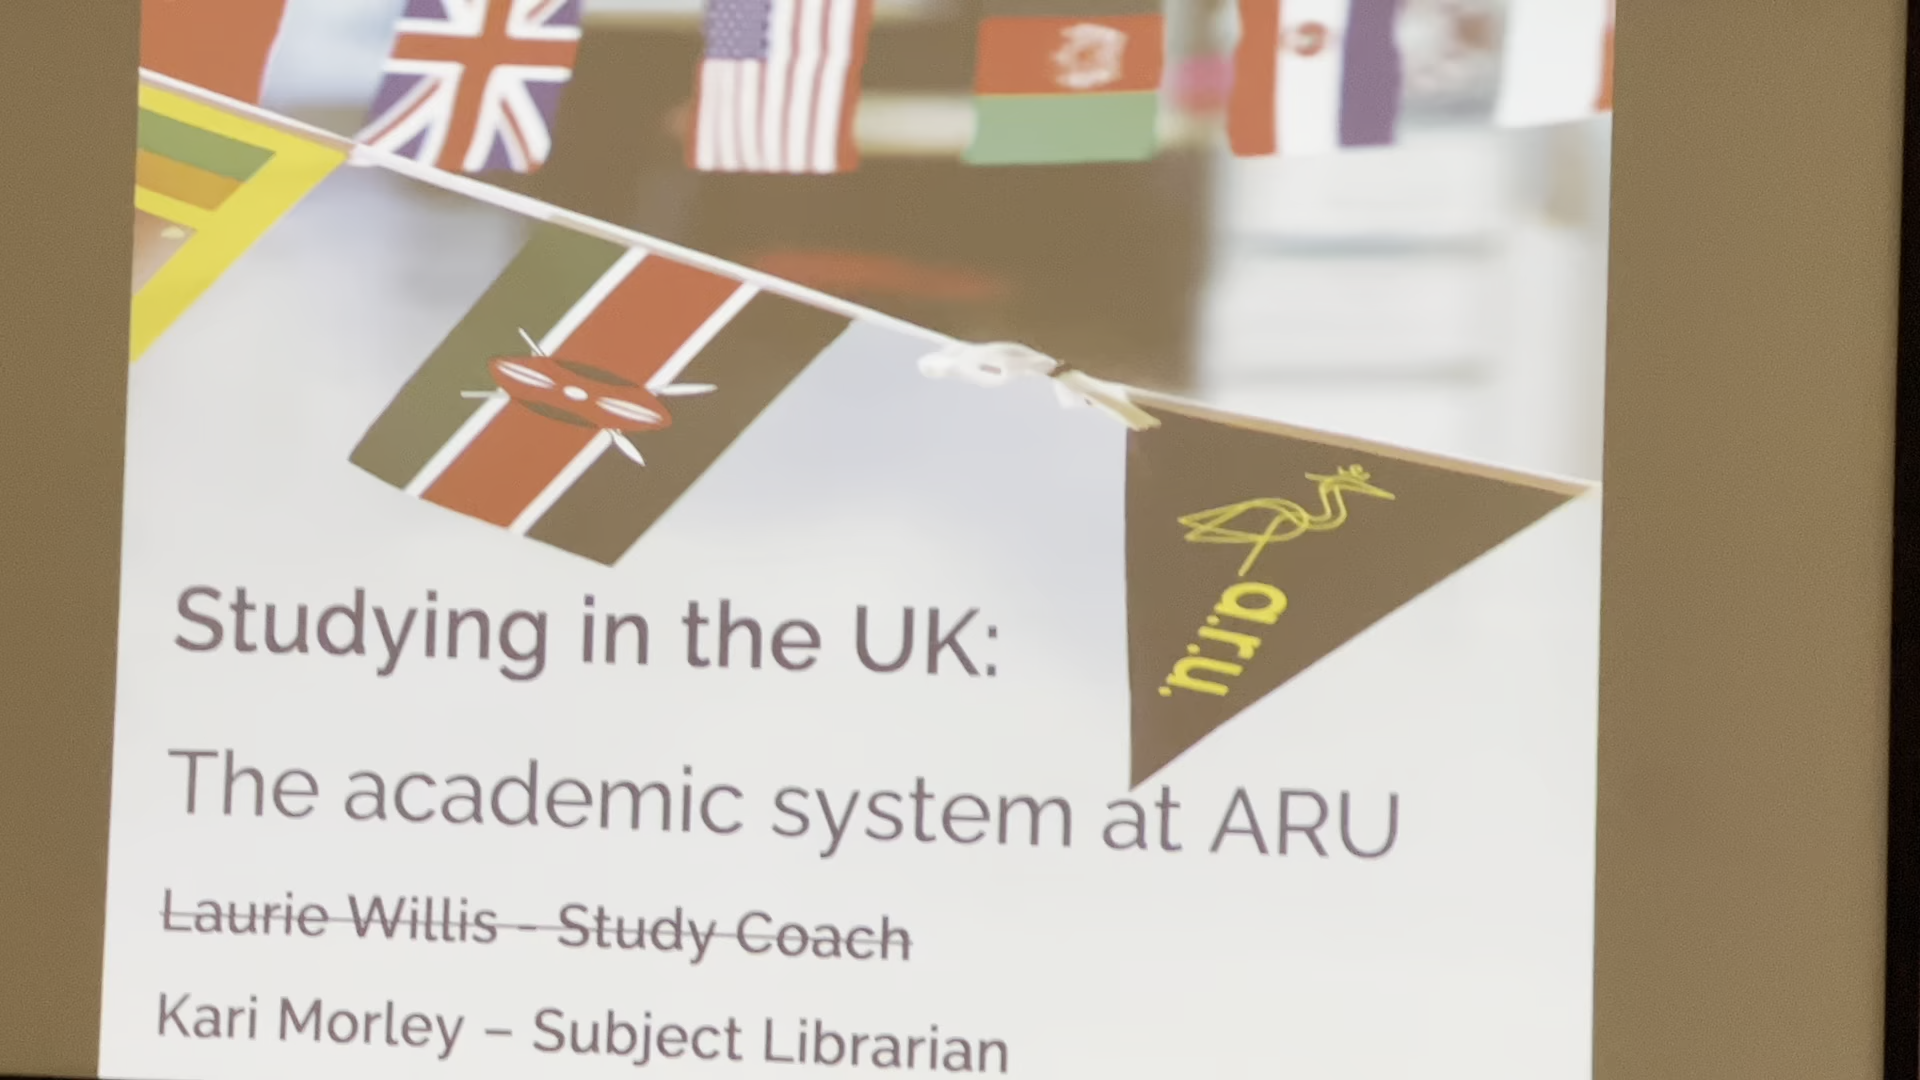 a.r.u.
Studying in the UK:
The academic system at ARU
Laurie Willis - Study Coach
Kari Morley – Subject Librarian